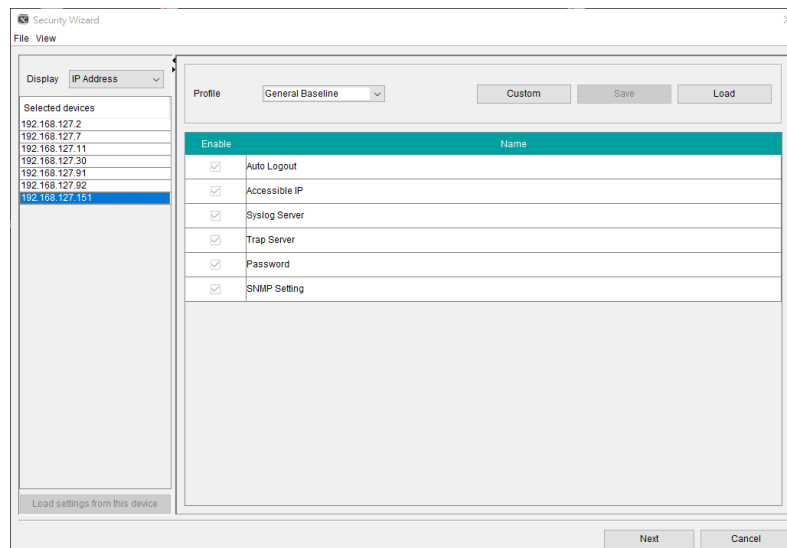 Security Wizard
File View
Display IP Address
Selected devices
192.168.127.2
192.168.127.7
192.168.127.11
192.168.127.30
192.168.127.91
192.168.127.92
192.168.127.151
Load settings from this device
Profile General Baseline Custom Save Load
Enable Name
Auto Logout
Accessible IP
Syslog Server
Trap Server
Password
SNMP Setting
Next Cancel